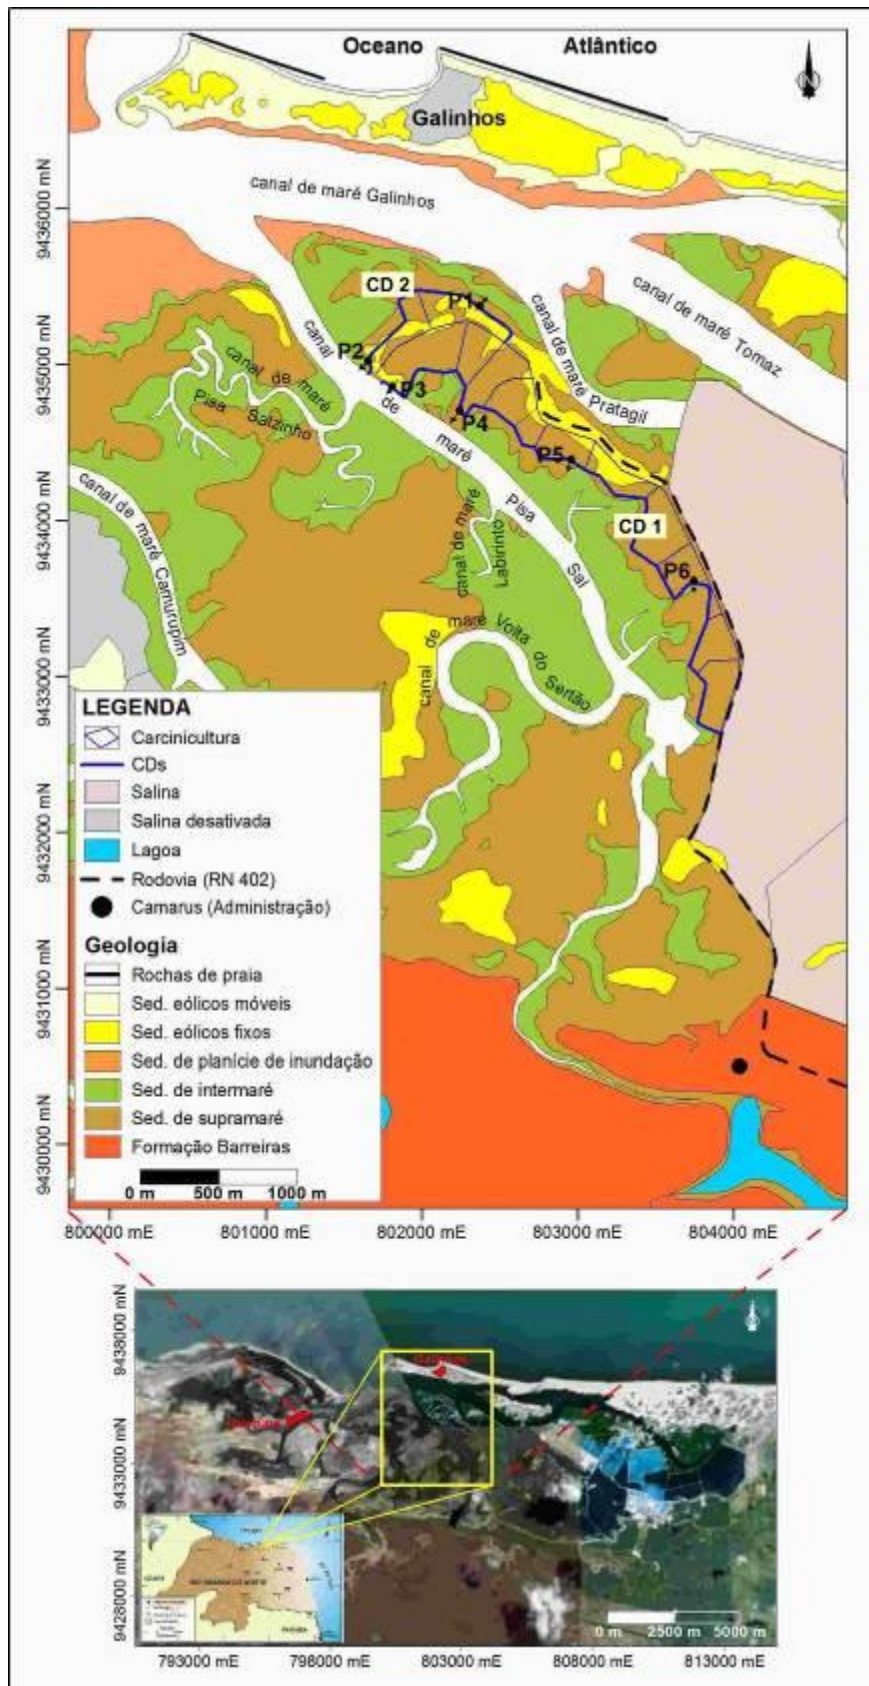 Oceano Atlântico
N
Galinhos
canal de maré Galinhos
canal de maré Tomaz
canal de maré Pratagil
CD 2
P1
P2
P3
P4
P5
CD 1
P6
canal de maré Pisa Sal
canal de maré
Pisa Salzinho
canal de maré Camurupim
canal de maré
Labirinto
canal de maré Volta do Sertão
9436000 mN
9435000 mN
9434000 mN
9433000 mN
9432000 mN
9431000 mN
9430000 mN
LEGENDA
Carcinicultura
CDs
Salina
Salina desativada
Lagoa
Rodovia (RN 402)
Camarus (Administração)
Geologia
Rochas de praia
Sed. eólicos móveis
Sed. eólicos fixos
Sed. de planície de inundação
Sed. de intermaré
Sed. de supramaré
Formação Barreiras
0 m 500 m 1000 m
800000 mE 801000 mE 802000 mE 803000 mE 804000 mE
9438000 mN
9433000 mN
9428000 mN
0 m 2500 m 5000 m
793000 mE 798000 mE 803000 mE 808000 mE 813000 mE